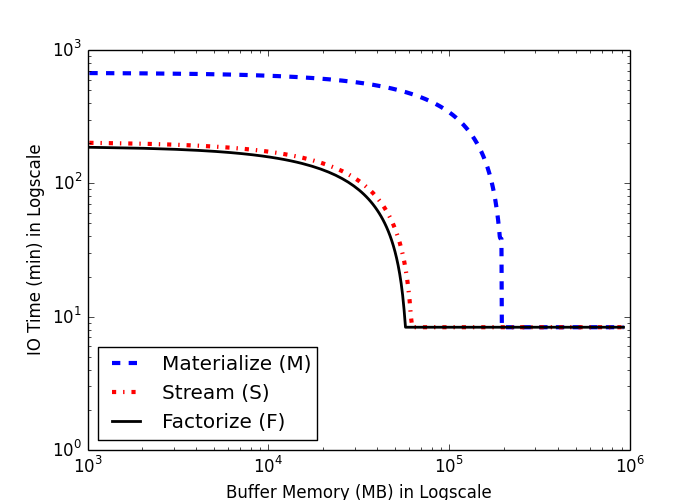 10³
10²
10¹
10⁰
IO Time (min) in Logscale
Materialize (M)
Stream (S)
Factorize (F)
10³ 10⁴ 10⁵ 10⁶
Buffer Memory (MB) in Logscale